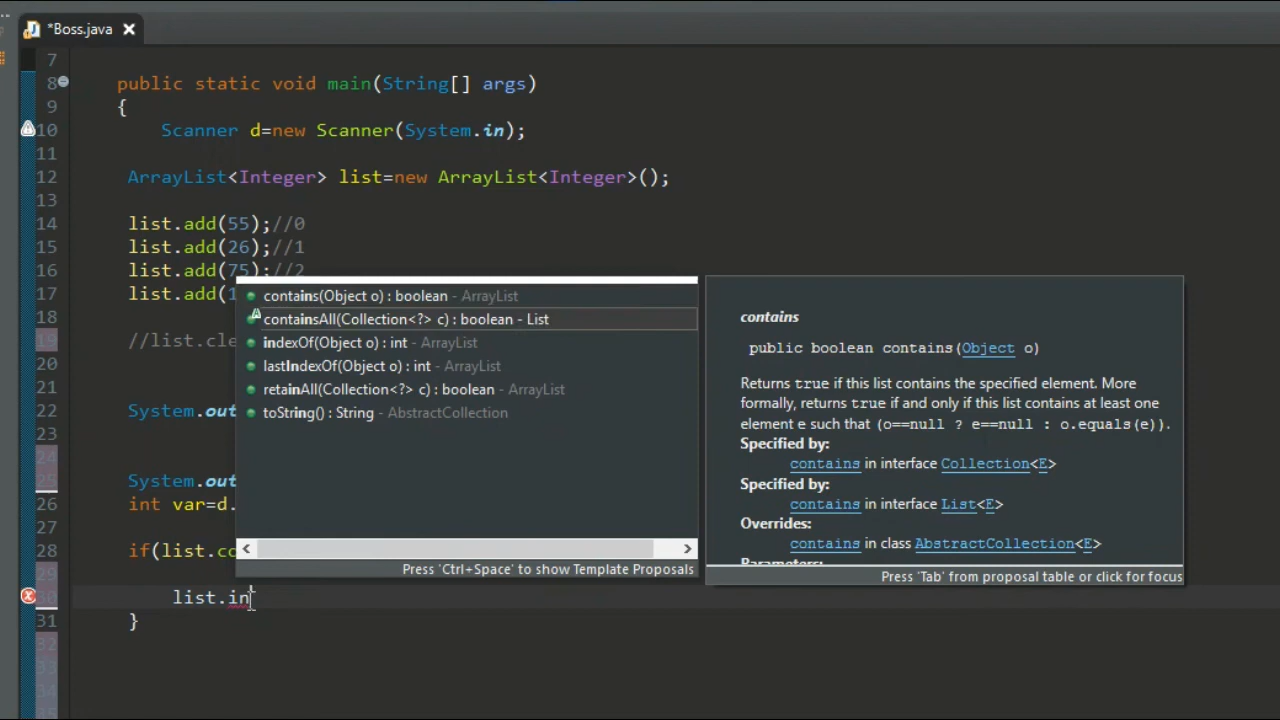 *Boss.java
7
8 public static void main(String[] args)
9 {
10 Scanner d=new Scanner(System.in);
11
12 ArrayList<Integer> list=new ArrayList<Integer>();
13
14 list.add(55);//0
15 list.add(26);//1
16 list.add(75);//2
17 list.add(1
18
19 //list.cle
20
21
22 System.out
23
24
25 System.out
26 int var=d.
27
28 if(list.co
29
30 list.in
31 }
32
33
34
contains(Object o) : boolean - ArrayList
containsAll(Collection<?> c) : boolean - List
indexOf(Object o) : int - ArrayList
lastIndexOf(Object o) : int - ArrayList
retainAll(Collection<?> c) : boolean - ArrayList
toString() : String - AbstractCollection
Press 'Ctrl+Space' to show Template Proposals
contains
public boolean contains(Object o)
Returns true if this list contains the specified element. More
formally, returns true if and only if this list contains at least one
element e such that (o==null ? e==null : o.equals(e)).
Specified by:
contains in interface Collection<E>
Specified by:
contains in interface List<E>
Overrides:
contains in class AbstractCollection<E>
Parameters:
Press 'Tab' from proposal table or click for focus